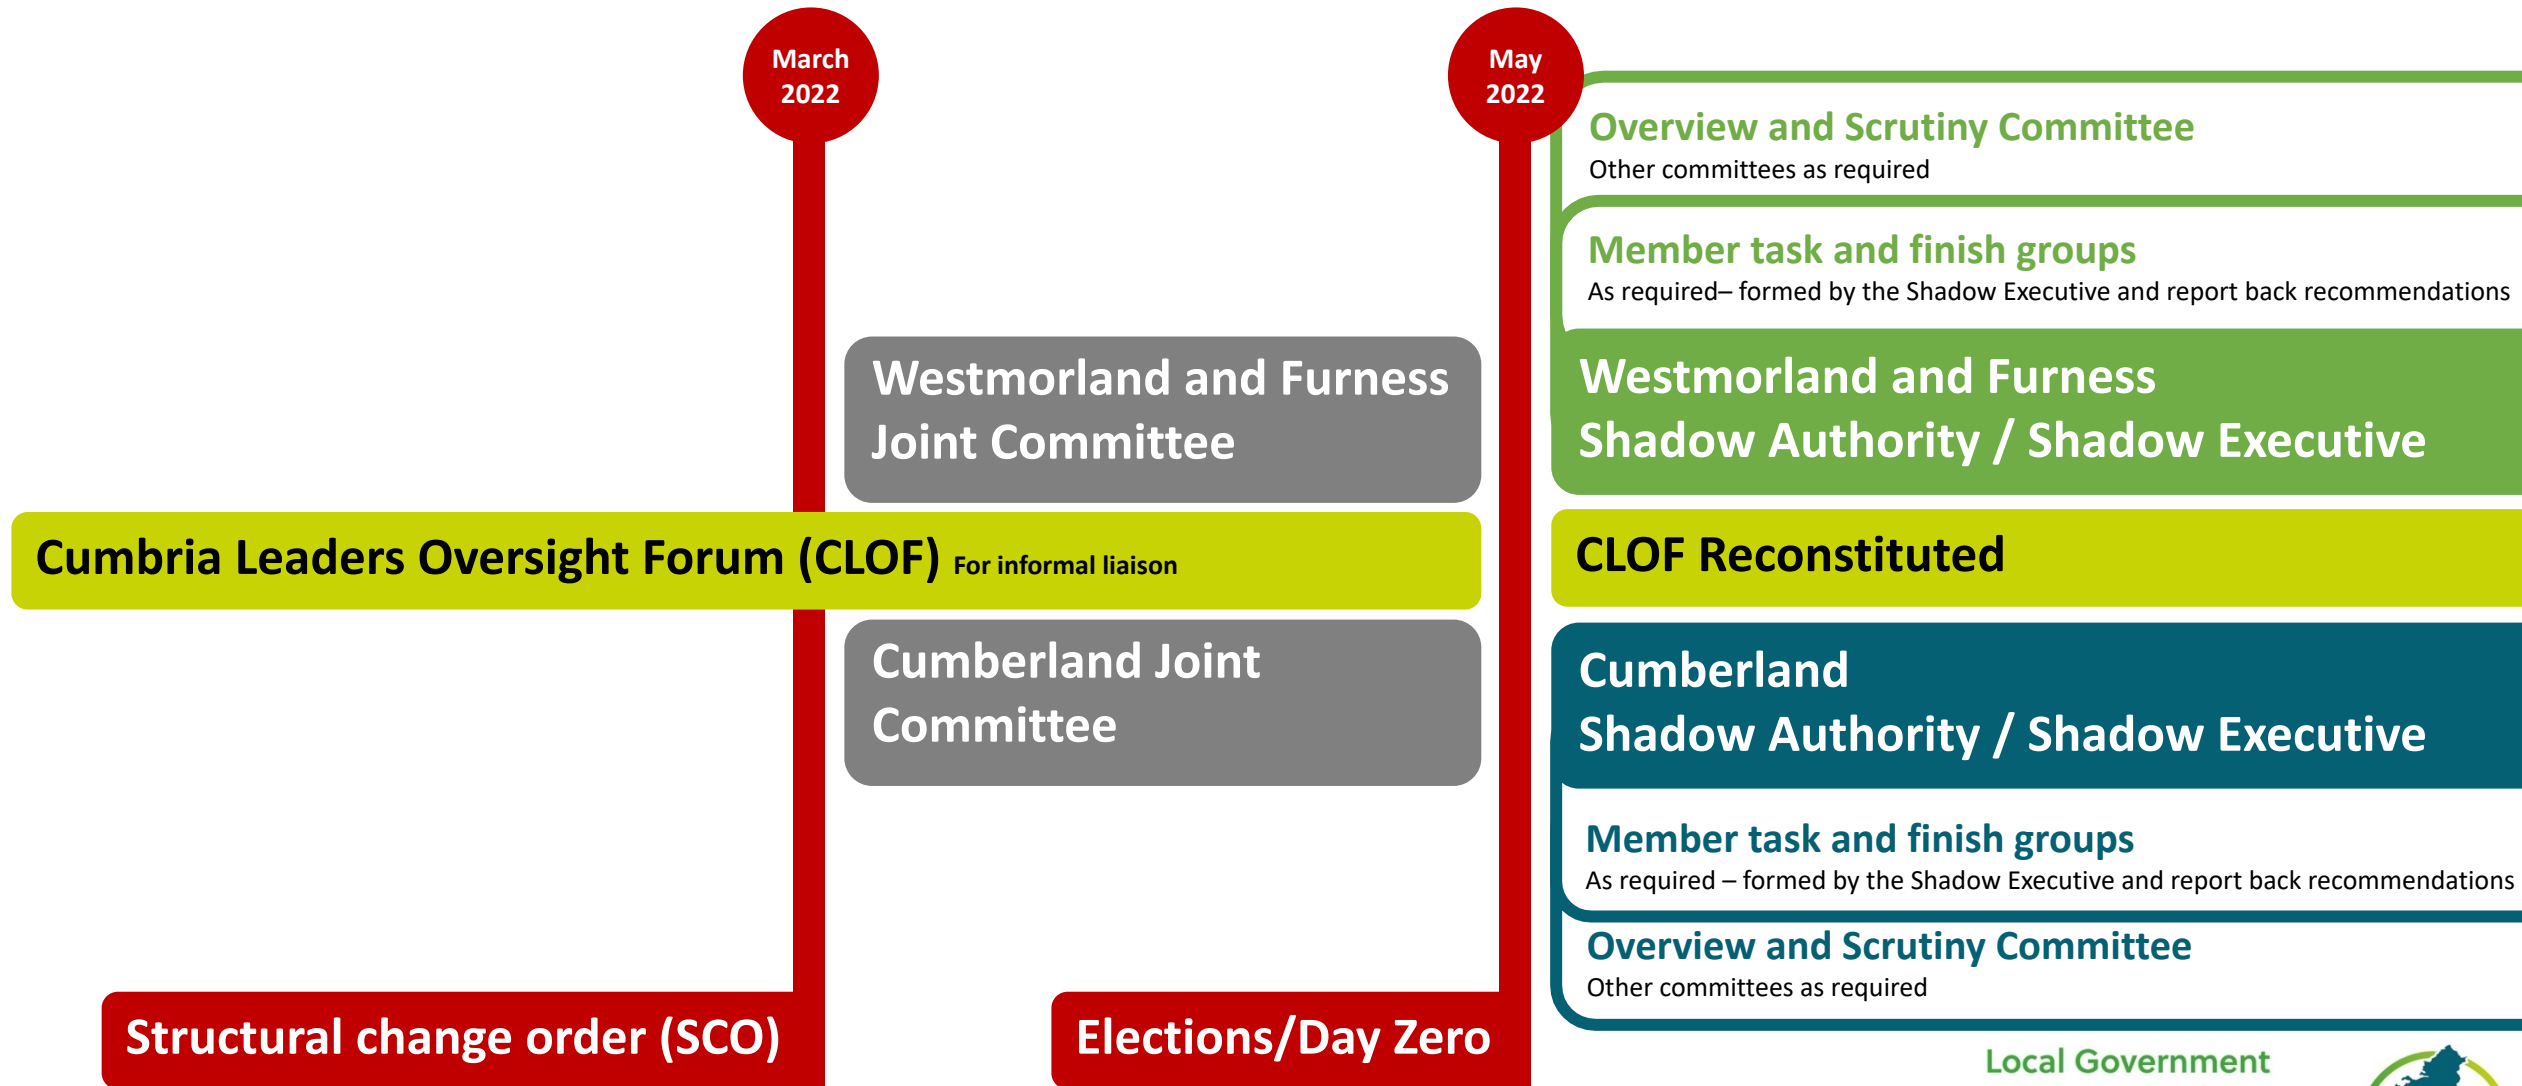 March
2022
May
2022
Overview and Scrutiny Committee
Other committees as required
Member task and finish groups
As required– formed by the Shadow Executive and report back recommendations
Westmorland and Furness
Joint Committee
Westmorland and Furness
Shadow Authority / Shadow Executive
Cumbria Leaders Oversight Forum (CLOF) For informal liaison
CLOF Reconstituted
Cumberland Joint
Committee
Cumberland
Shadow Authority / Shadow Executive
Member task and finish groups
As required – formed by the Shadow Executive and report back recommendations
Overview and Scrutiny Committee
Other committees as required
Structural change order (SCO)
Elections/Day Zero
Local Government